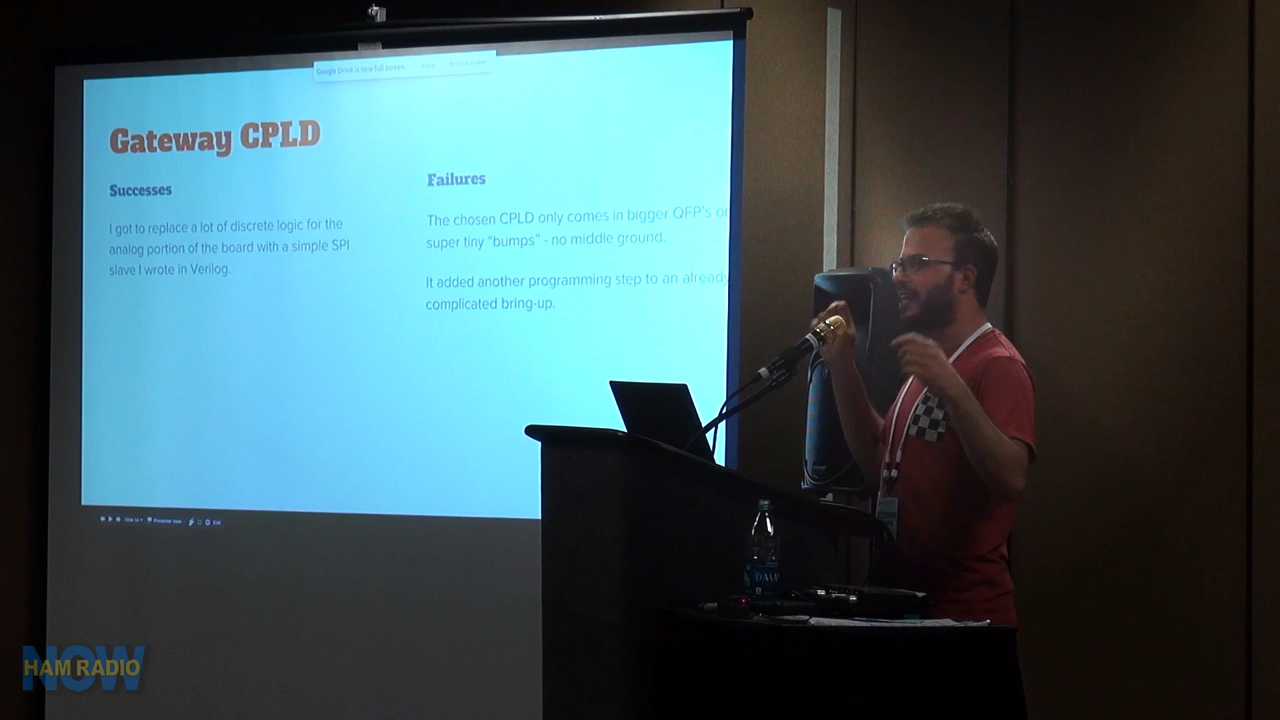 Google Drive is now full screen
Gateway CPLD
Successes
I got to replace a lot of discrete logic for the
analog portion of the board with a simple SPI
slave I wrote in Verilog.
Failures
The chosen CPLD only comes in bigger QFP's or
super tiny "bumps" - no middle ground.
It added another programming step to an already
complicated bring-up.
Presenter view
Exit
HAM RADIO
NOW